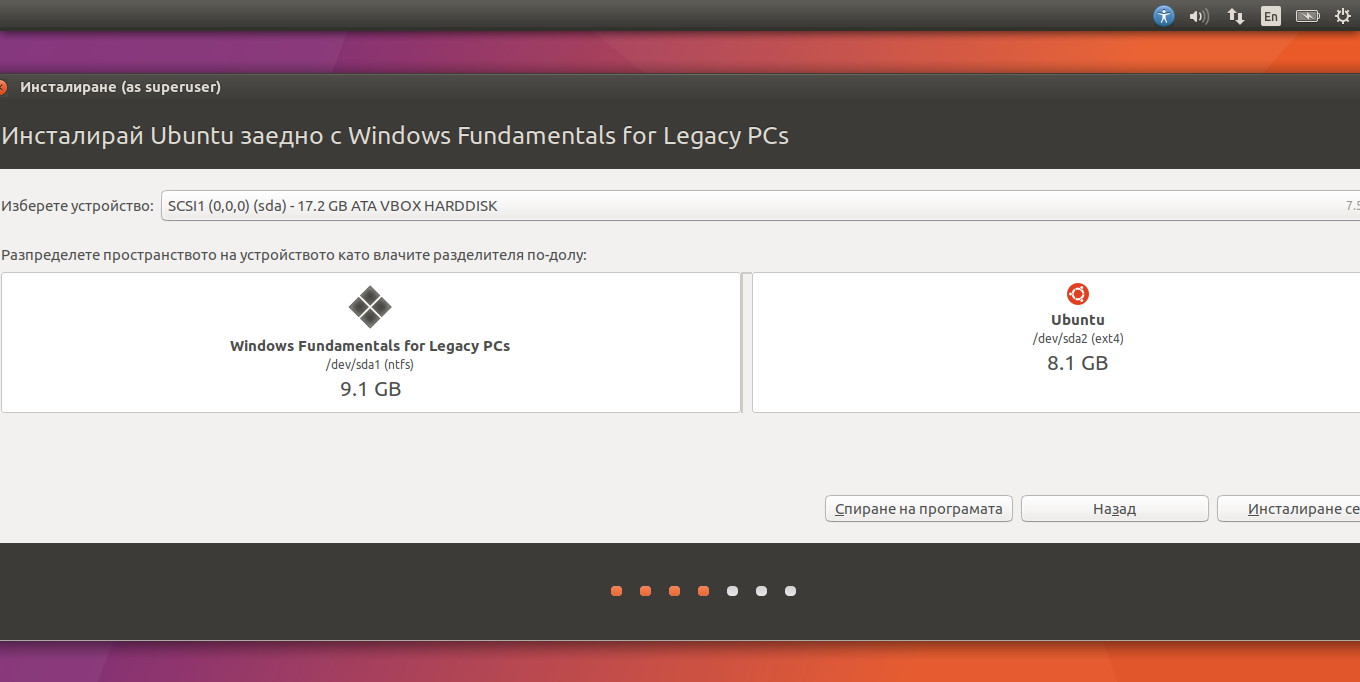 En
Инсталиране (as superuser)
Инсталирай Ubuntu заедно с Windows Fundamentals for Legacy PCs
Изберете устройство: SCSI1 (0,0,0) (sda) - 17.2 GB ATA VBOX HARDDISK 7.5
Разпределете пространството на устройството като влачите разделителя по-долу:
Windows Fundamentals for Legacy PCs
/dev/sda1 (ntfs)
9.1 GB
Ubuntu
/dev/sda2 (ext4)
8.1 GB
Спиране на програмата Назад Инсталиране се